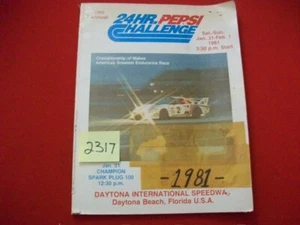 24HR. PEPSI
CHALLENGE
Sat.-Sun.
Jan. 31-Feb. 1
1981
3:30 p.m. Start
Championship of Makes
America's Greatest Endurance Race
2
2317
Jan. 31
CHAMPION
SPARK PLUG 100
12:30 p.m.
-1981-
DAYTONA INTERNATIONAL SPEEDWAY
Daytona Beach, Florida U.S.A.